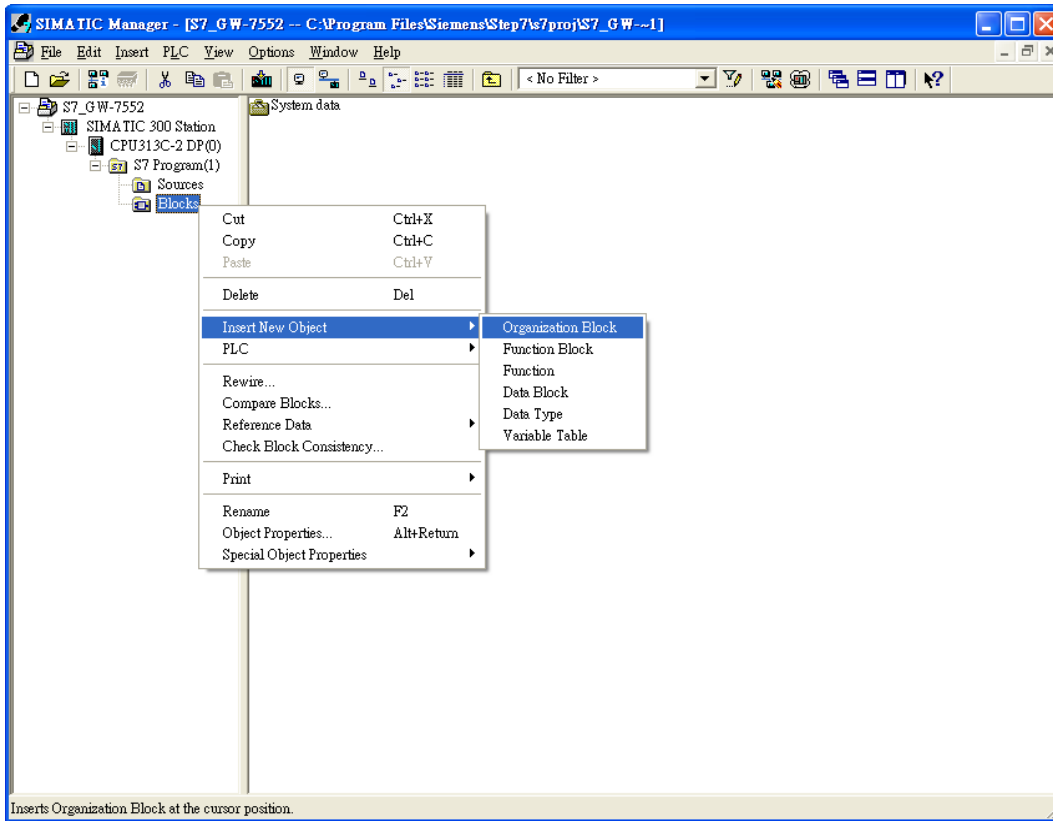 SIMATIC Manager - [S7_GW-7552 -- C:\Program Files\Siemens\Step7\s7proj\S7_GW-~1]
File Edit Insert PLC View Options Window Help
< No Filter >
S7_GW-7552
SIMATIC 300 Station
CPU313C-2 DP(0)
S7 Program(1)
Sources
Blocks
System data
Cut Ctrl+X
Copy Ctrl+C
Paste Ctrl+V
Delete Del
Insert New Object
PLC
Rewire...
Compare Blocks...
Reference Data
Check Block Consistency...
Print
Rename F2
Object Properties... Alt+Return
Special Object Properties
Organization Block
Function Block
Function
Data Block
Data Type
Variable Table
Inserts Organization Block at the cursor position.